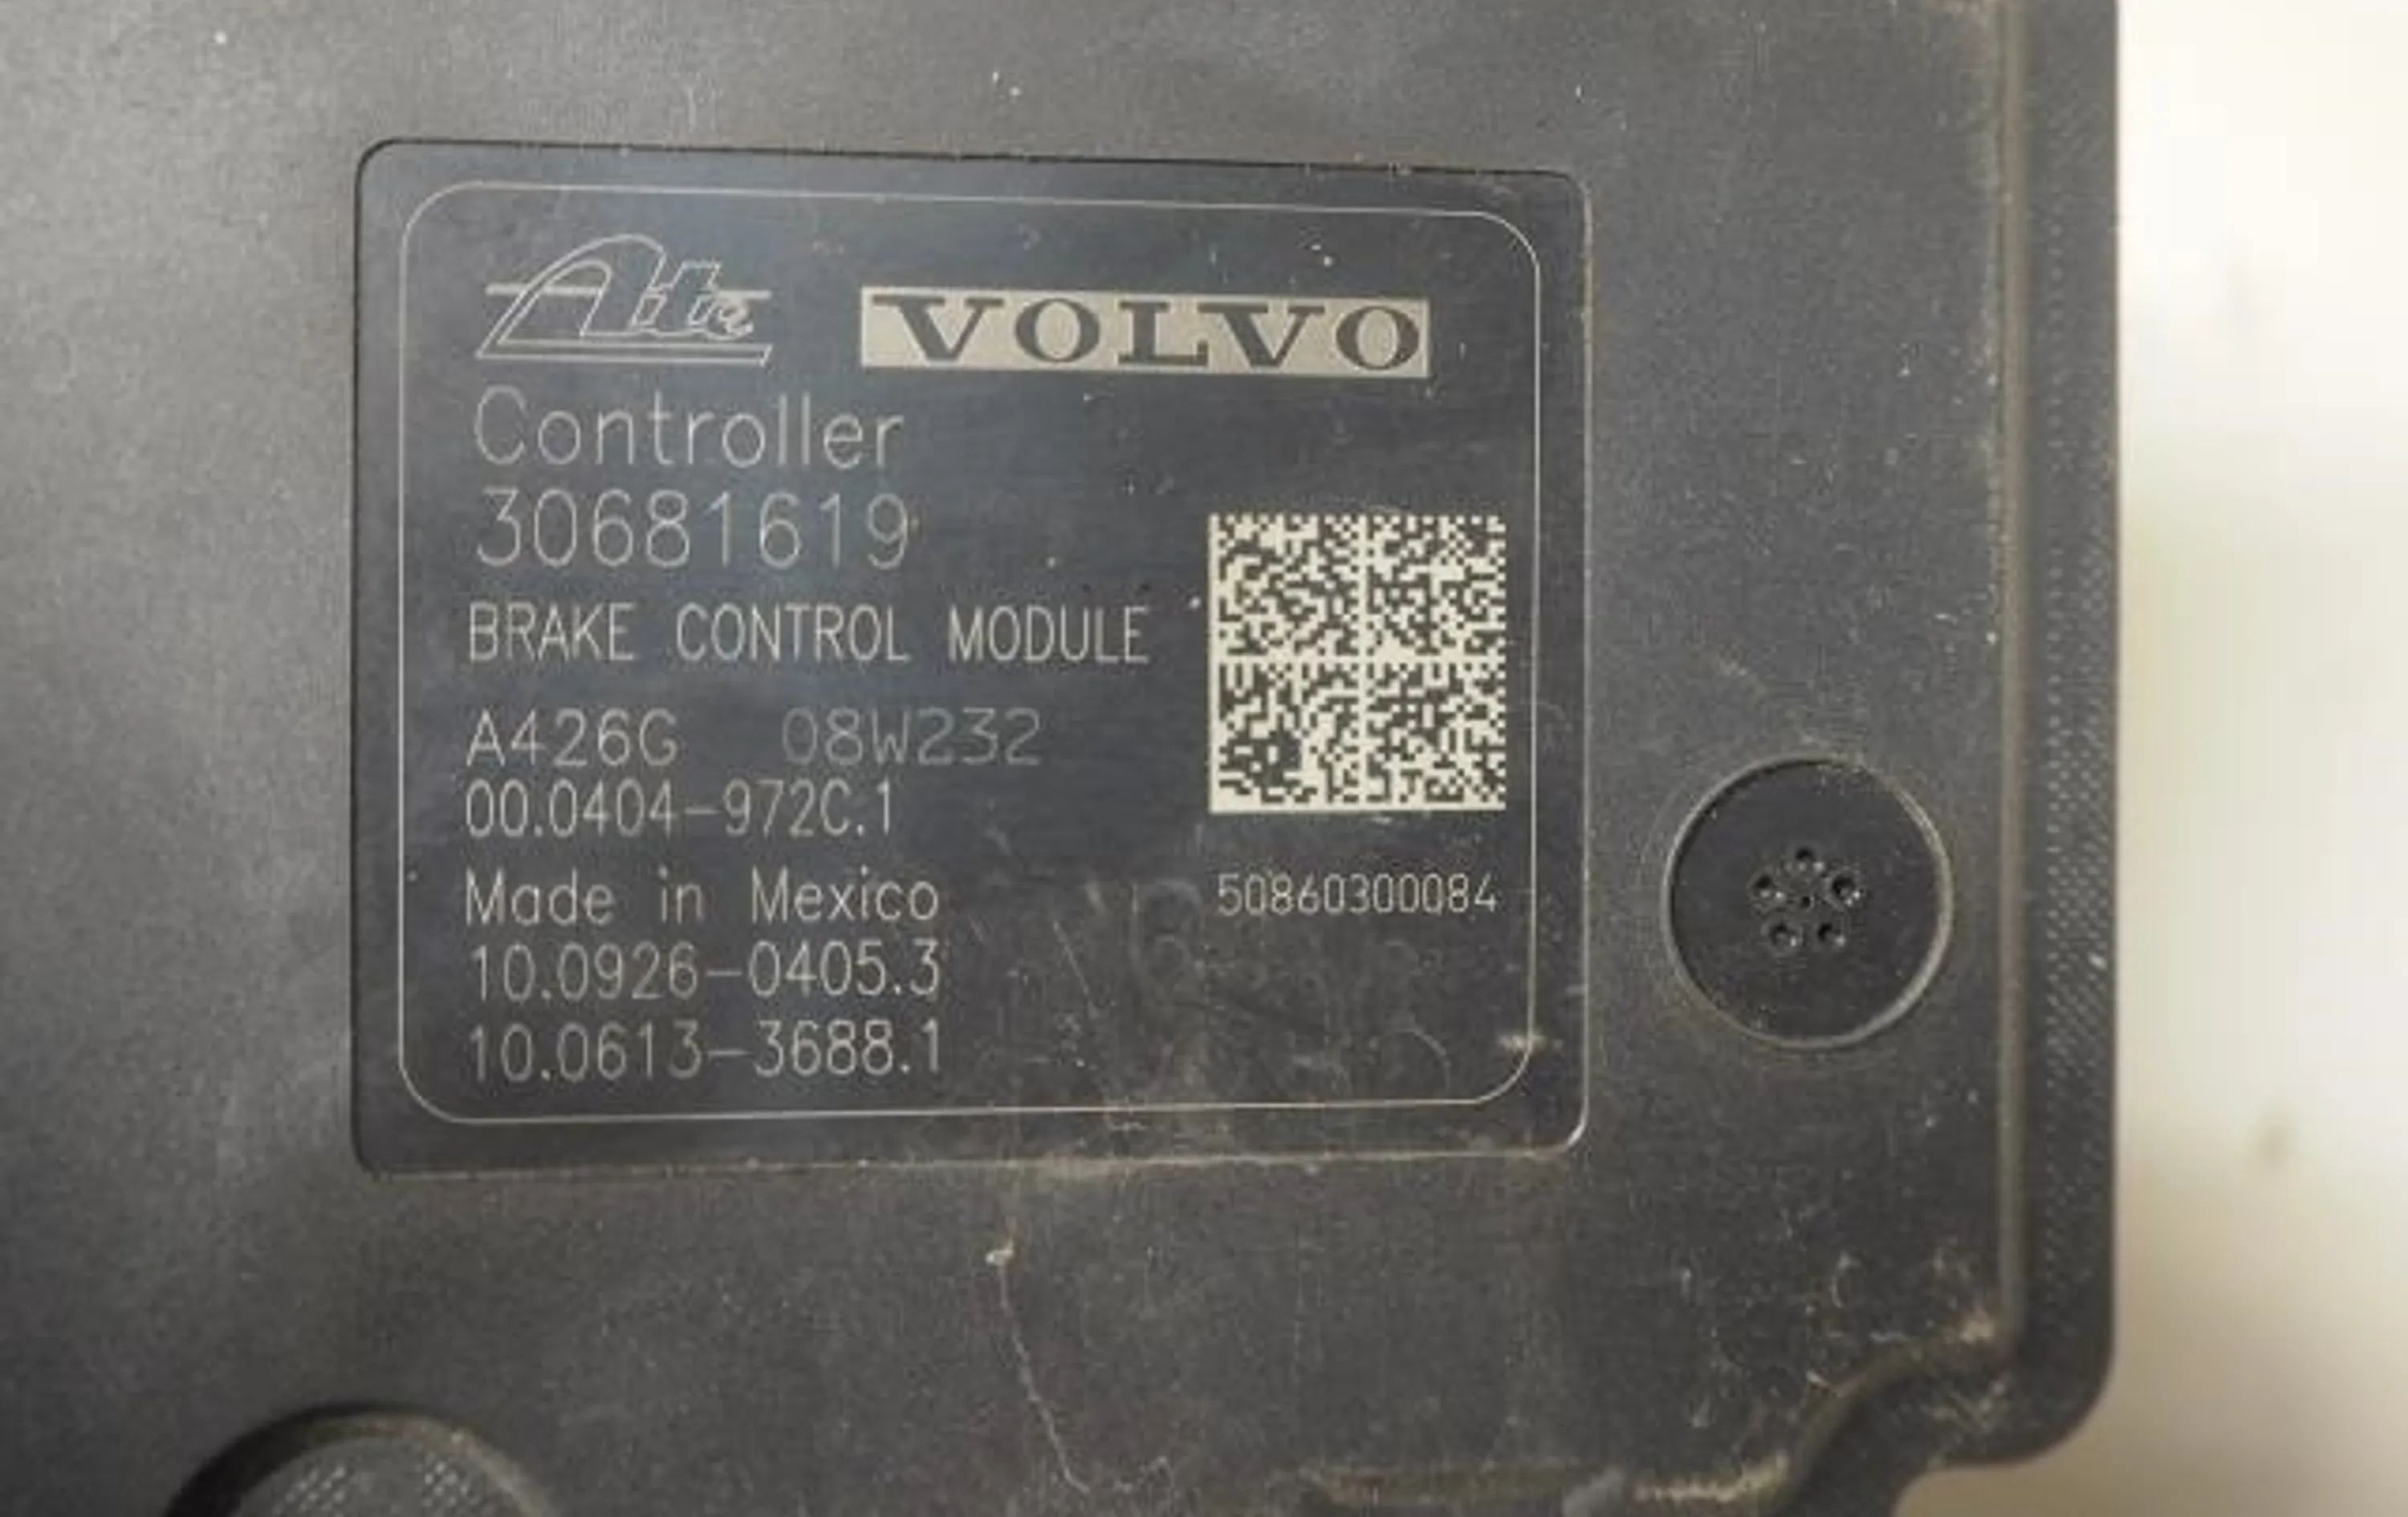 Ate VOLVO
Controller
30681619
BRAKE CONTROL MODULE
A426G 08W232
00.0404-972C.1
Made in Mexico
50860300084
10.0926-0405.3
10.0613-3688.1